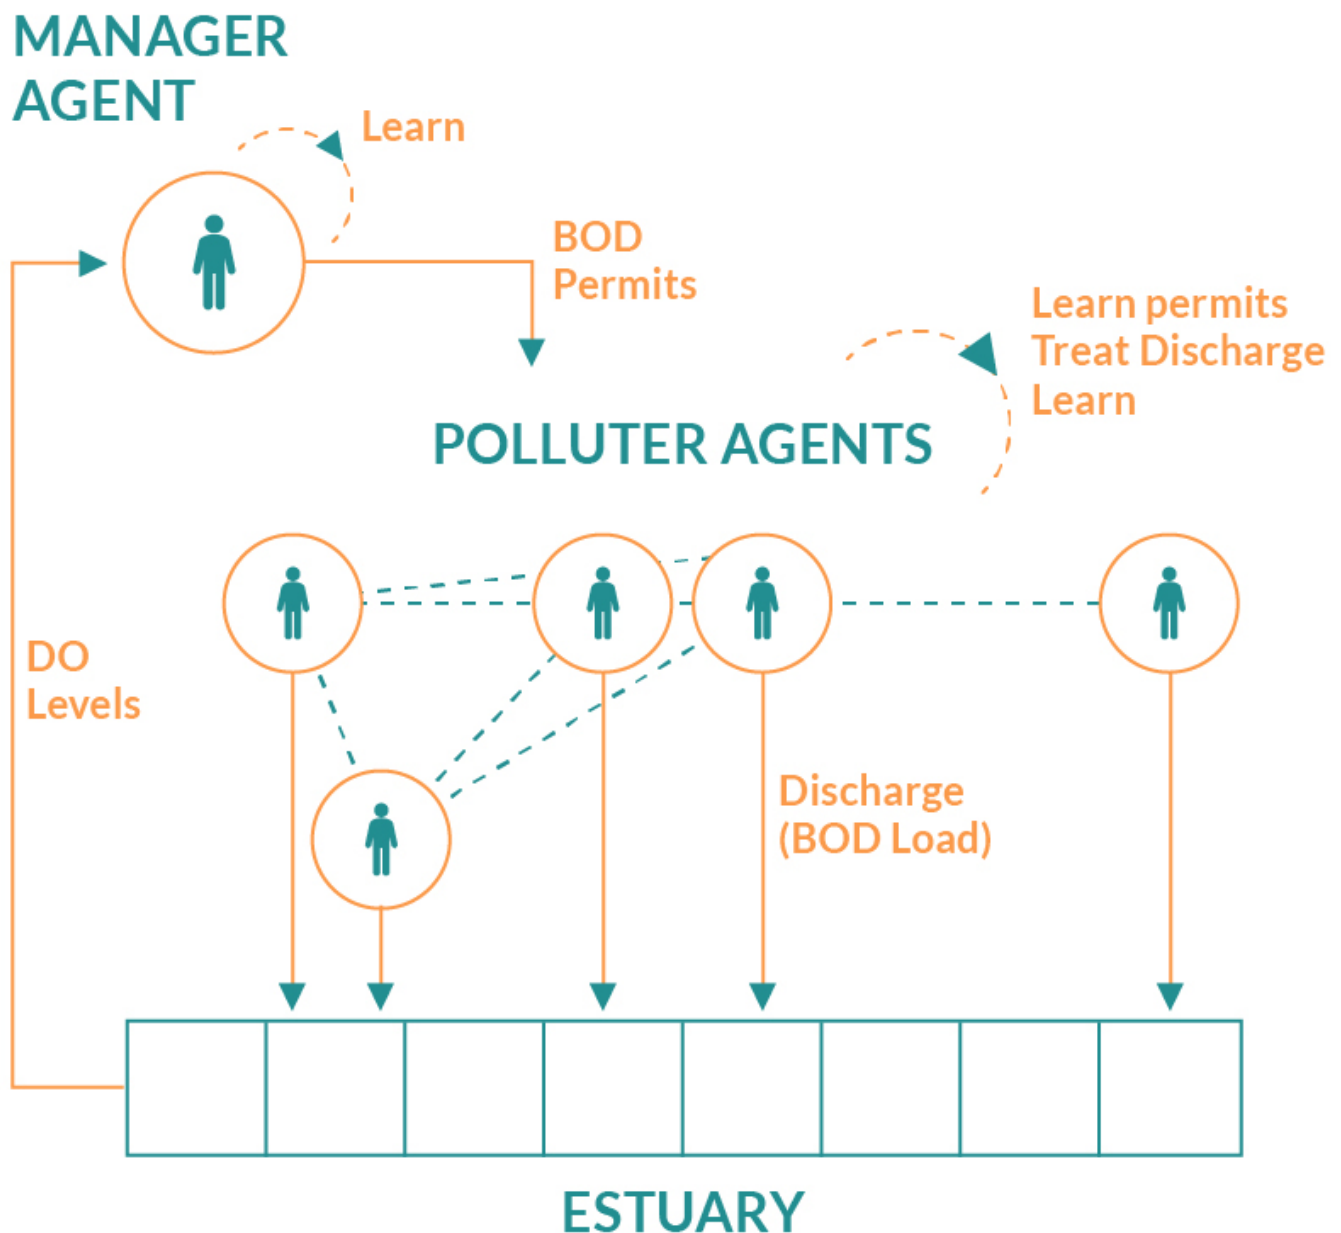 MANAGER
AGENT
Learn
BOD
Permits
Learn permits
Treat Discharge
Learn
POLLUTER AGENTS
DO
Levels
Discharge
(BOD Load)
ESTUARY